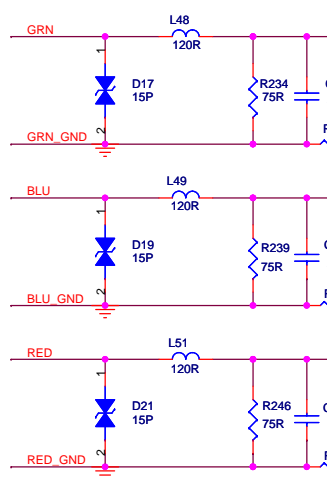 L48
GRN
120R
1
D17
15P
R234
75R
C
2
GRN_GND
R
L49
BLU
120R
1
D19
15P
R239
75R
C
2
BLU_GND
R
L51
RED
120R
1
D21
15P
R246
75R
C
2
RED_GND
R